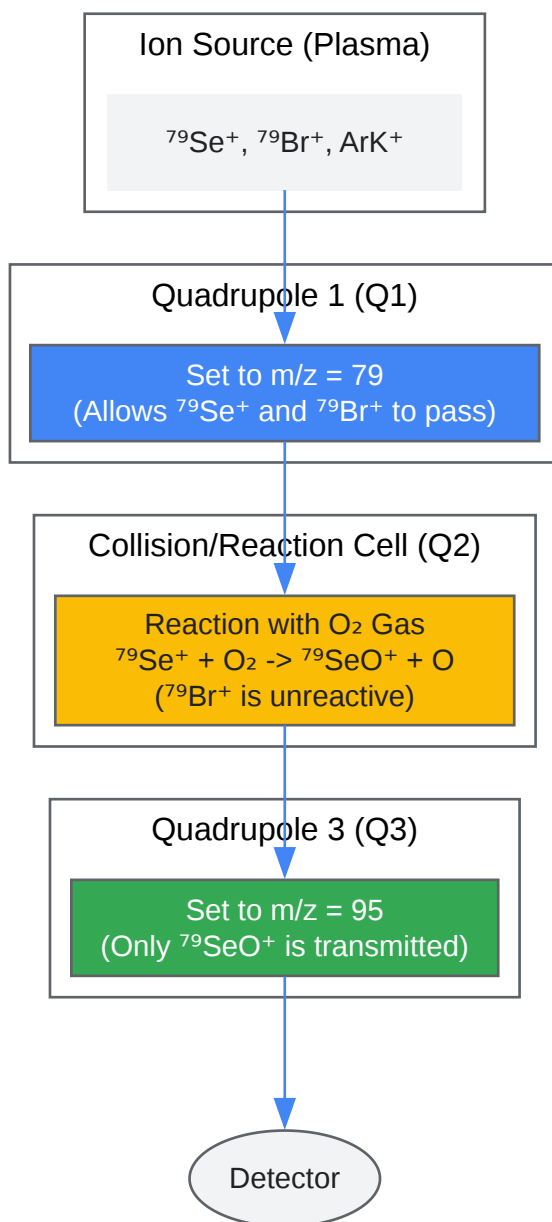 Ion Source (Plasma)
⁷⁹Se⁺, ⁷⁹Br⁺, ArK⁺
Quadrupole 1 (Q1)
Set to m/z = 79
(Allows ⁷⁹Se⁺ and ⁷⁹Br⁺ to pass)
Collision/Reaction Cell (Q2)
Reaction with O₂ Gas
⁷⁹Se⁺ + O₂ -> ⁷⁹SeO⁺ + O
(⁷⁹Br⁺ is unreactive)
Quadrupole 3 (Q3)
Set to m/z = 95
(Only ⁷⁹SeO⁺ is transmitted)
Detector